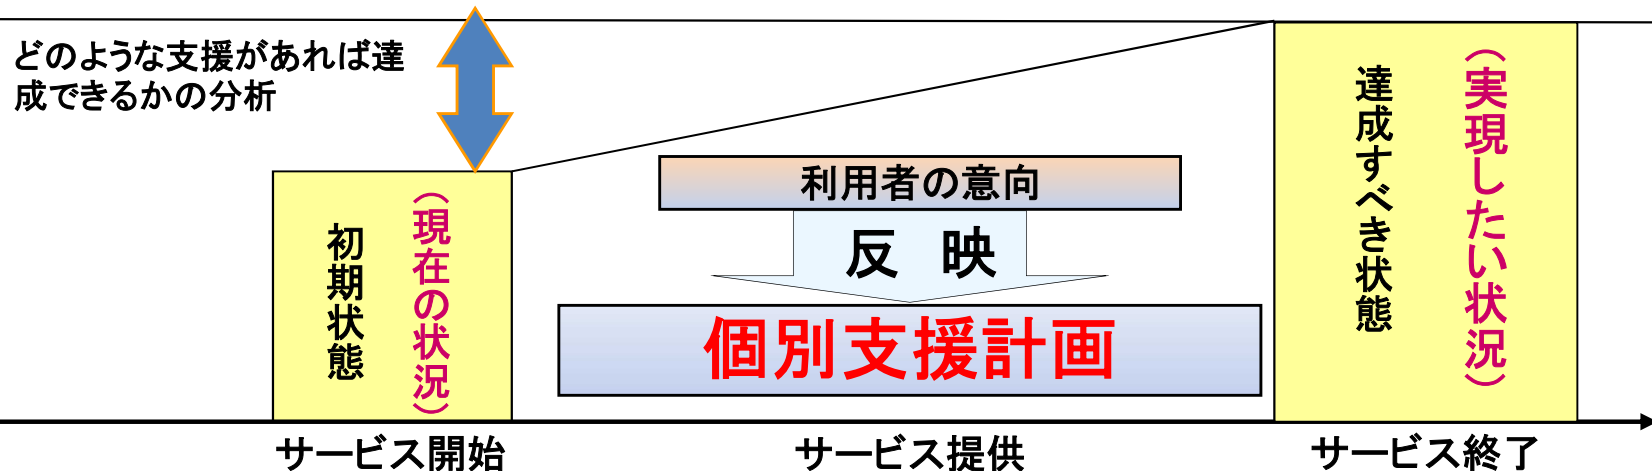 どのような支援があれば達
成できるかの分析
初期状態
（現在の状況）
利用者の意向
反　映
個別支援計画
達成すべき状態
（実現したい状況）
サービス開始
サービス提供
サービス終了